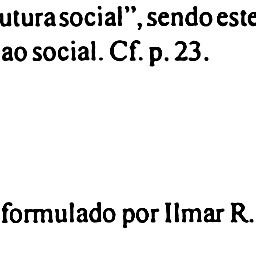 utura social”, sendo este
ao social. Cf. p. 23.
formulado por Ilmar R.